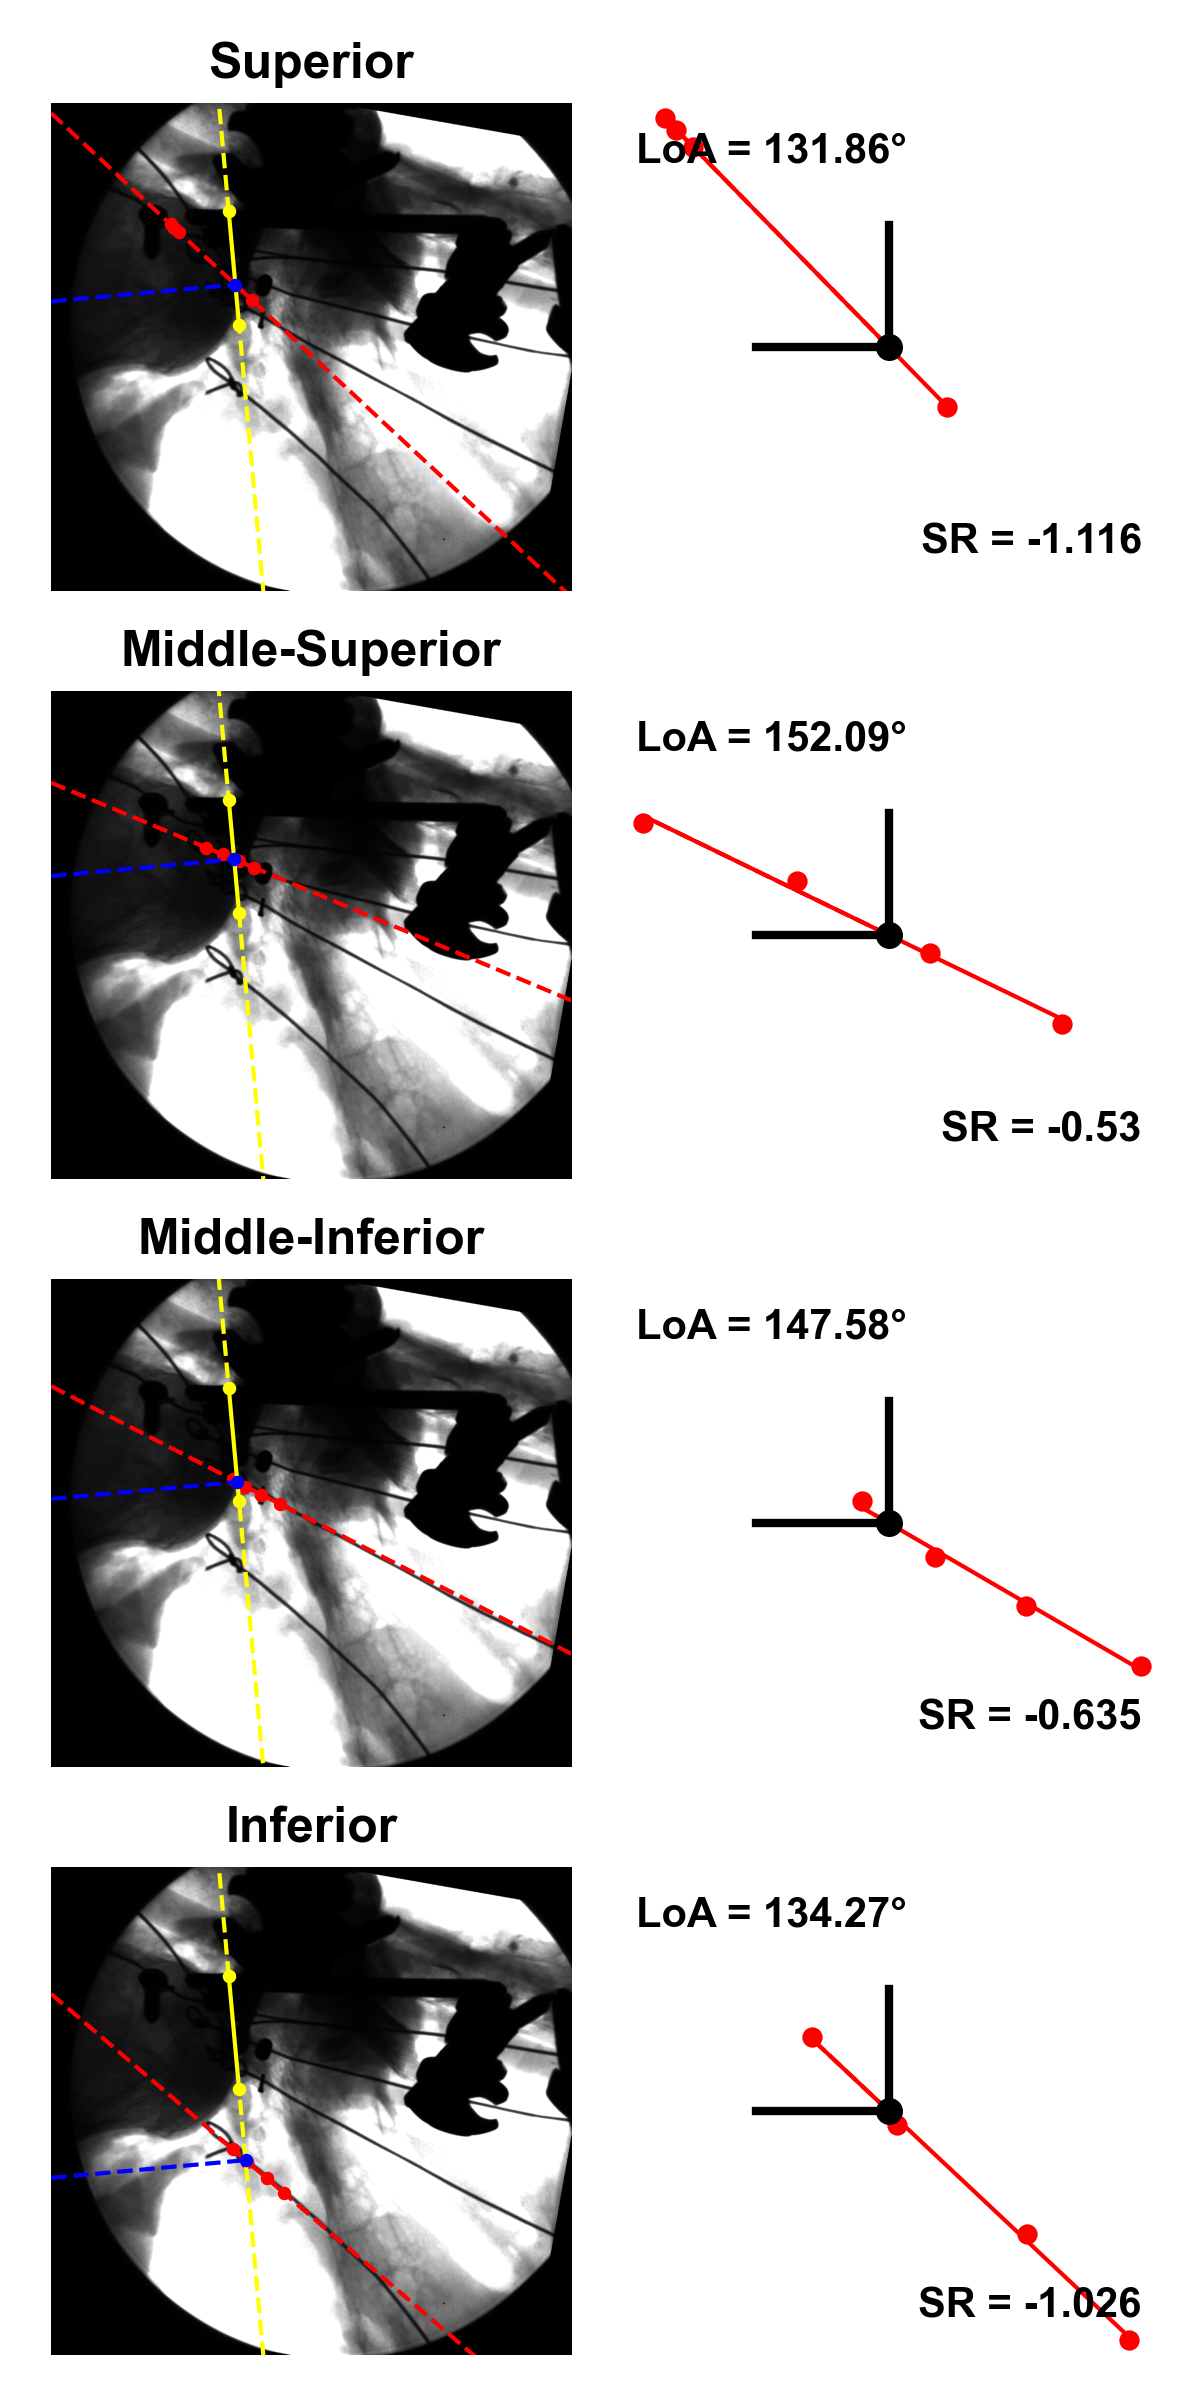 Superior
LoA = 131.86°
SR = -1.116
Middle-Superior
LoA = 152.09°
SR = -0.53
Middle-Inferior
LoA = 147.58°
SR = -0.635
Inferior
LoA = 134.27°
SR = -1.026